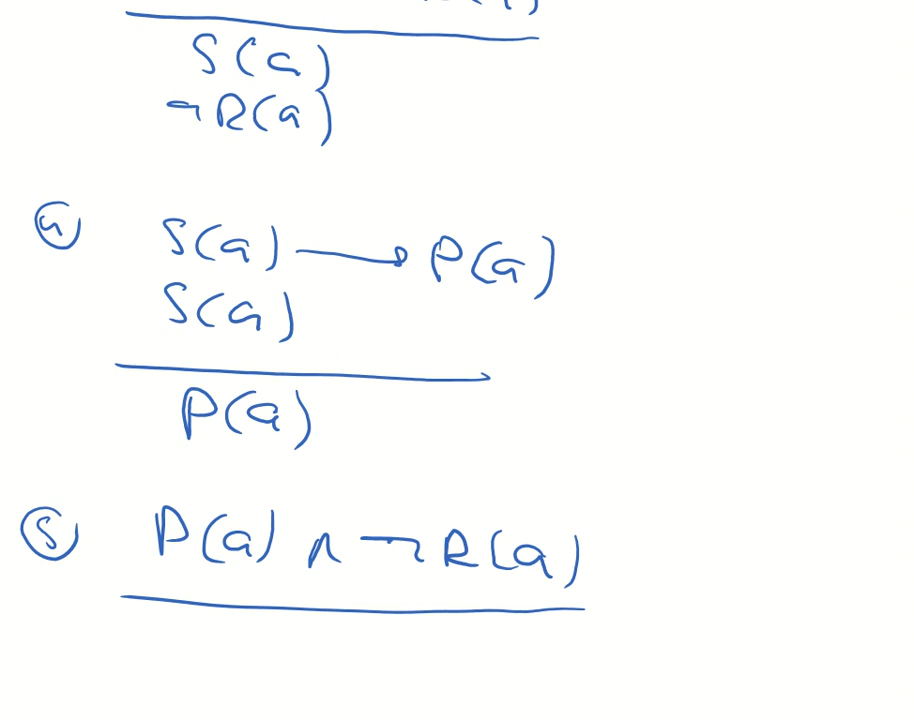 S(a)
¬R(a)
④ S(a) → P(a)
S(a)
P(a)
⑤ P(a) ∧ ¬R(a)